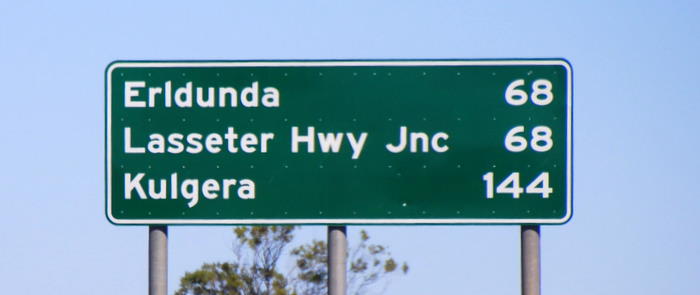 Erldunda 68
Lasseter Hwy Jnc 68
Kulgera 144